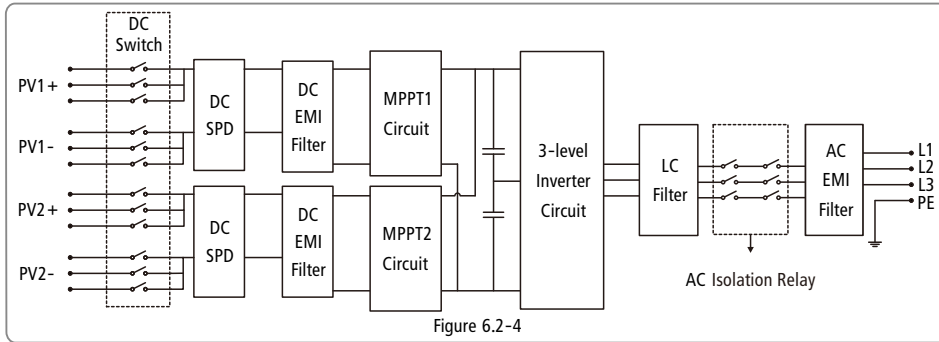 DC
Switch
PV1+
PV1-
PV2+
PV2-
DC
SPD
DC
EMI
Filter
MPPT1
Circuit
DC
SPD
DC
EMI
Filter
MPPT2
Circuit
3-level
Inverter
Circuit
LC
Filter
AC
EMI
Filter
L1
L2
L3
PE
AC Isolation Relay
Figure 6.2-4